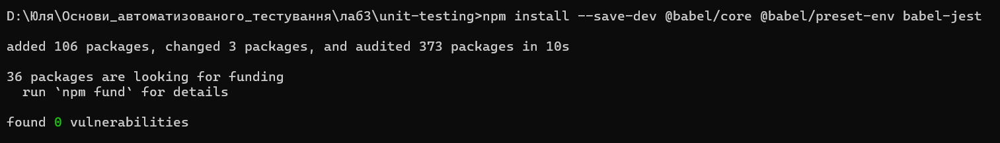 D:\Юля\Основи_автоматизованого_тестування\лаб3\unit-testing>npm install --save-dev @babel/core @babel/preset-env babel-jest
added 106 packages, changed 3 packages, and audited 373 packages in 10s
36 packages are looking for funding
  run `npm fund` for details
found 0 vulnerabilities